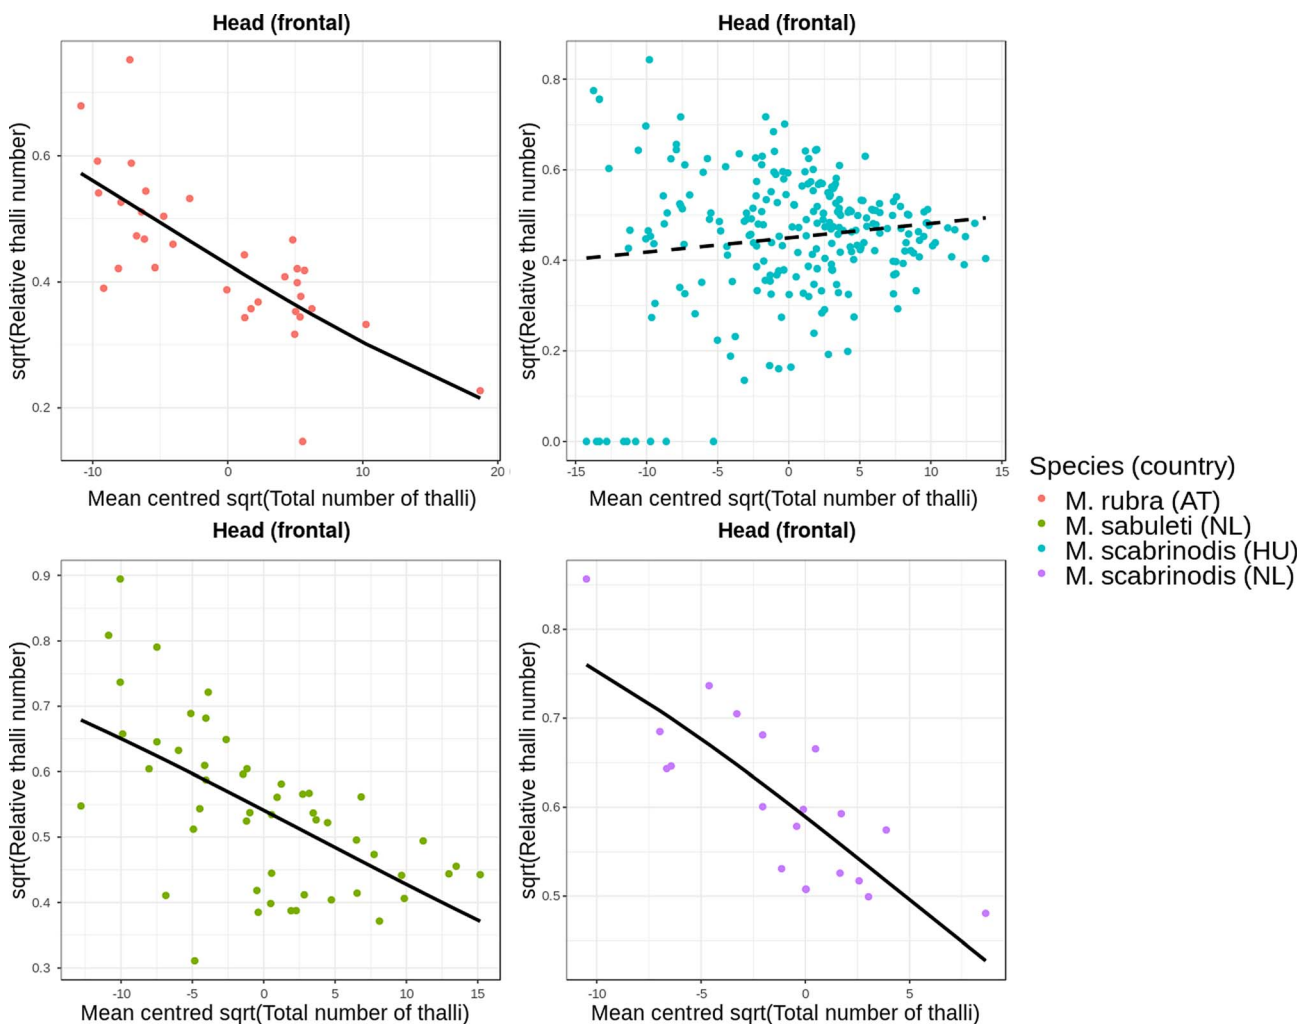 Head (frontal)
sqrt(Relative thalli number)
0.6
0.4
0.2
-10
0
10
20
Mean centred sqrt(Total number of thalli)
Head (frontal)
sqrt(Relative thalli number)
0.8
0.6
0.4
0.2
0.0
-15
-10
-5
0
5
10
15
Mean centred sqrt(Total number of thalli)
Head (frontal)
sqrt(Relative thalli number)
0.9
0.8
0.7
0.6
0.5
0.4
0.3
-10
-5
0
5
10
15
Mean centred sqrt(Total number of thalli)
Head (frontal)
sqrt(Relative thalli number)
0.8
0.7
0.6
0.5
-10
-5
0
5
Mean centred sqrt(Total number of thalli)
Species (country)
M. rubra (AT)
M. sabuleti (NL)
M. scabrinodis (HU)
M. scabrinodis (NL)